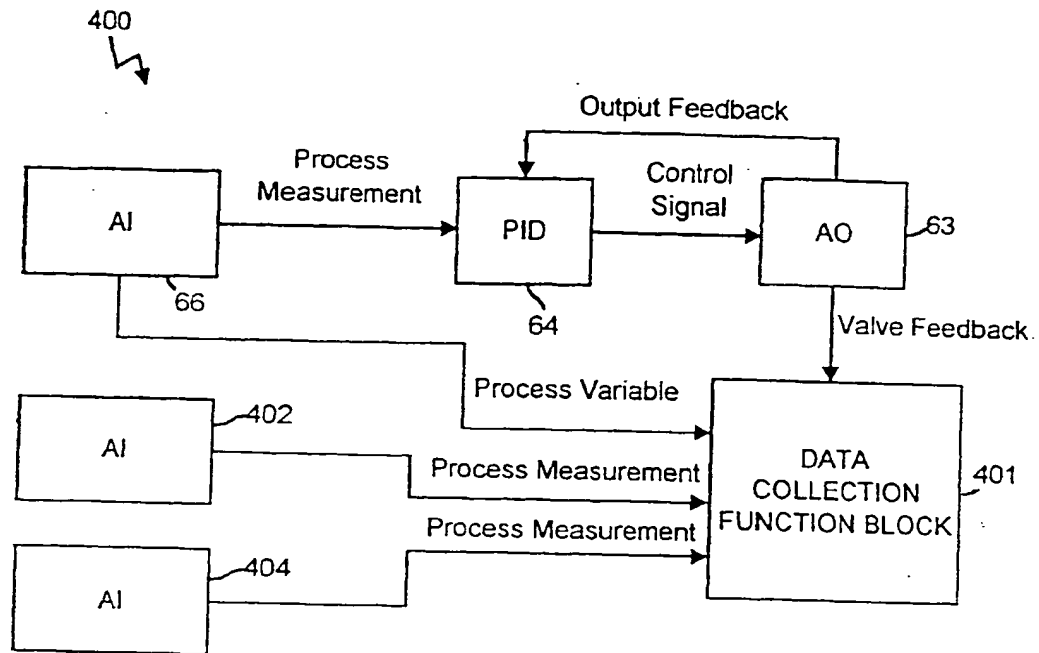 400
Output Feedback
Process
Measurement
Control
Signal
AI
PID
AO
63
66
64
Valve Feedback
Process Variable
402
AI
Process Measurement
DATA
COLLECTION
FUNCTION BLOCK
401
Process Measurement
404
AI